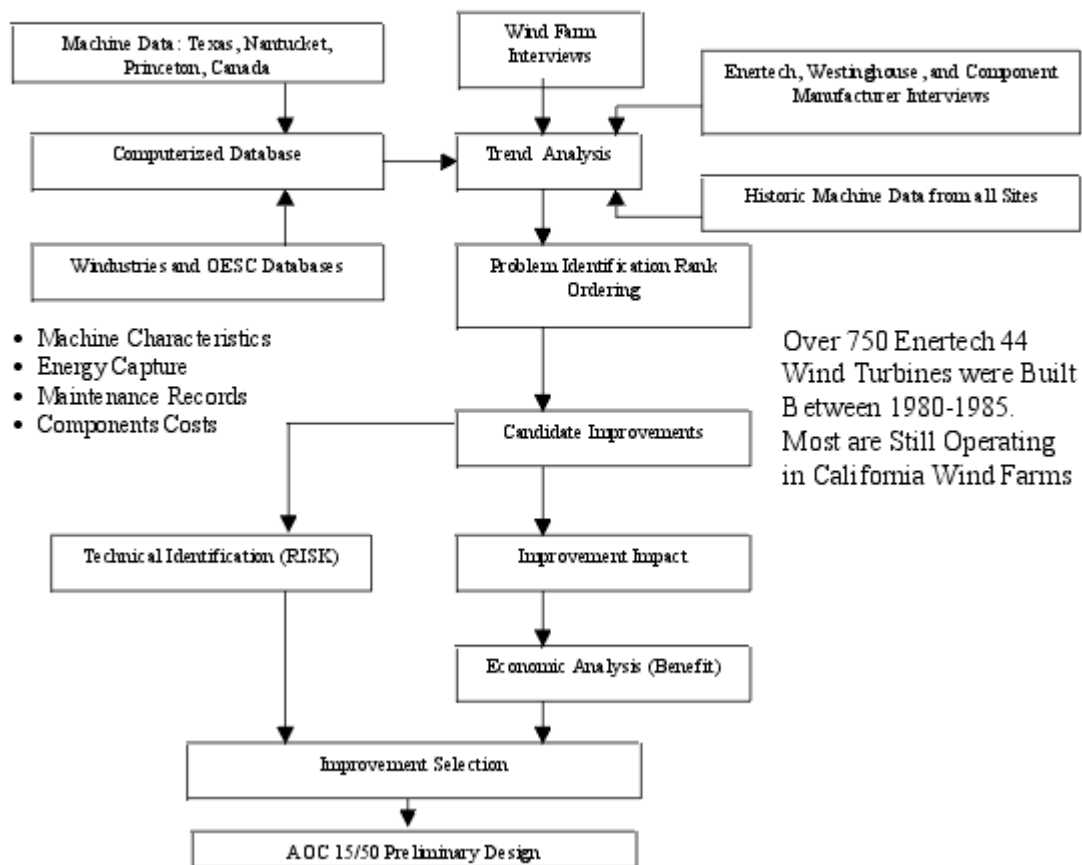 Machine Data: Texas, Nantucket,
Princeton, Canada
Wind Farm
Interviews
Enertech, Westinghouse, and Component
Manufacturer Interviews
Computerized Database
Trend Analysis
Historic Machine Data from all Sites
Windustries and OESC Databases
Problem Identification Rank
Ordering
• Machine Characteristics
• Energy Capture
• Maintenance Records
• Components Costs
Over 750 Enertech 44
Wind Turbines were Built
Between 1980-1985.
Most are Still Operating
in California Wind Farms
Candidate Improvements
Technical Identification (RISK)
Improvement Impact
Economic Analysis (Benefit)
Improvement Selection
AOC 15/50 Preliminary Design